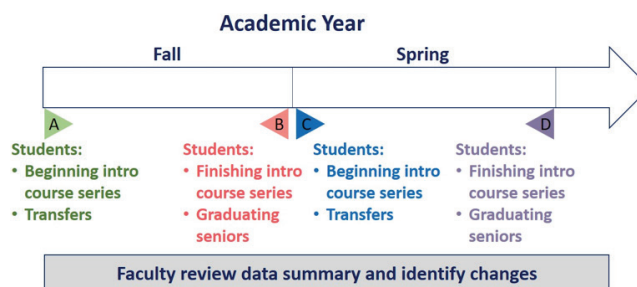 Academic Year
Fall
Spring
A
B
C
D
Students:
• Beginning intro
course series
• Transfers
Students:
• Finishing intro
course series
• Graduating
seniors
Students:
• Beginning intro
course series
• Transfers
Students:
• Finishing intro
course series
• Graduating
seniors
Faculty review data summary and identify changes